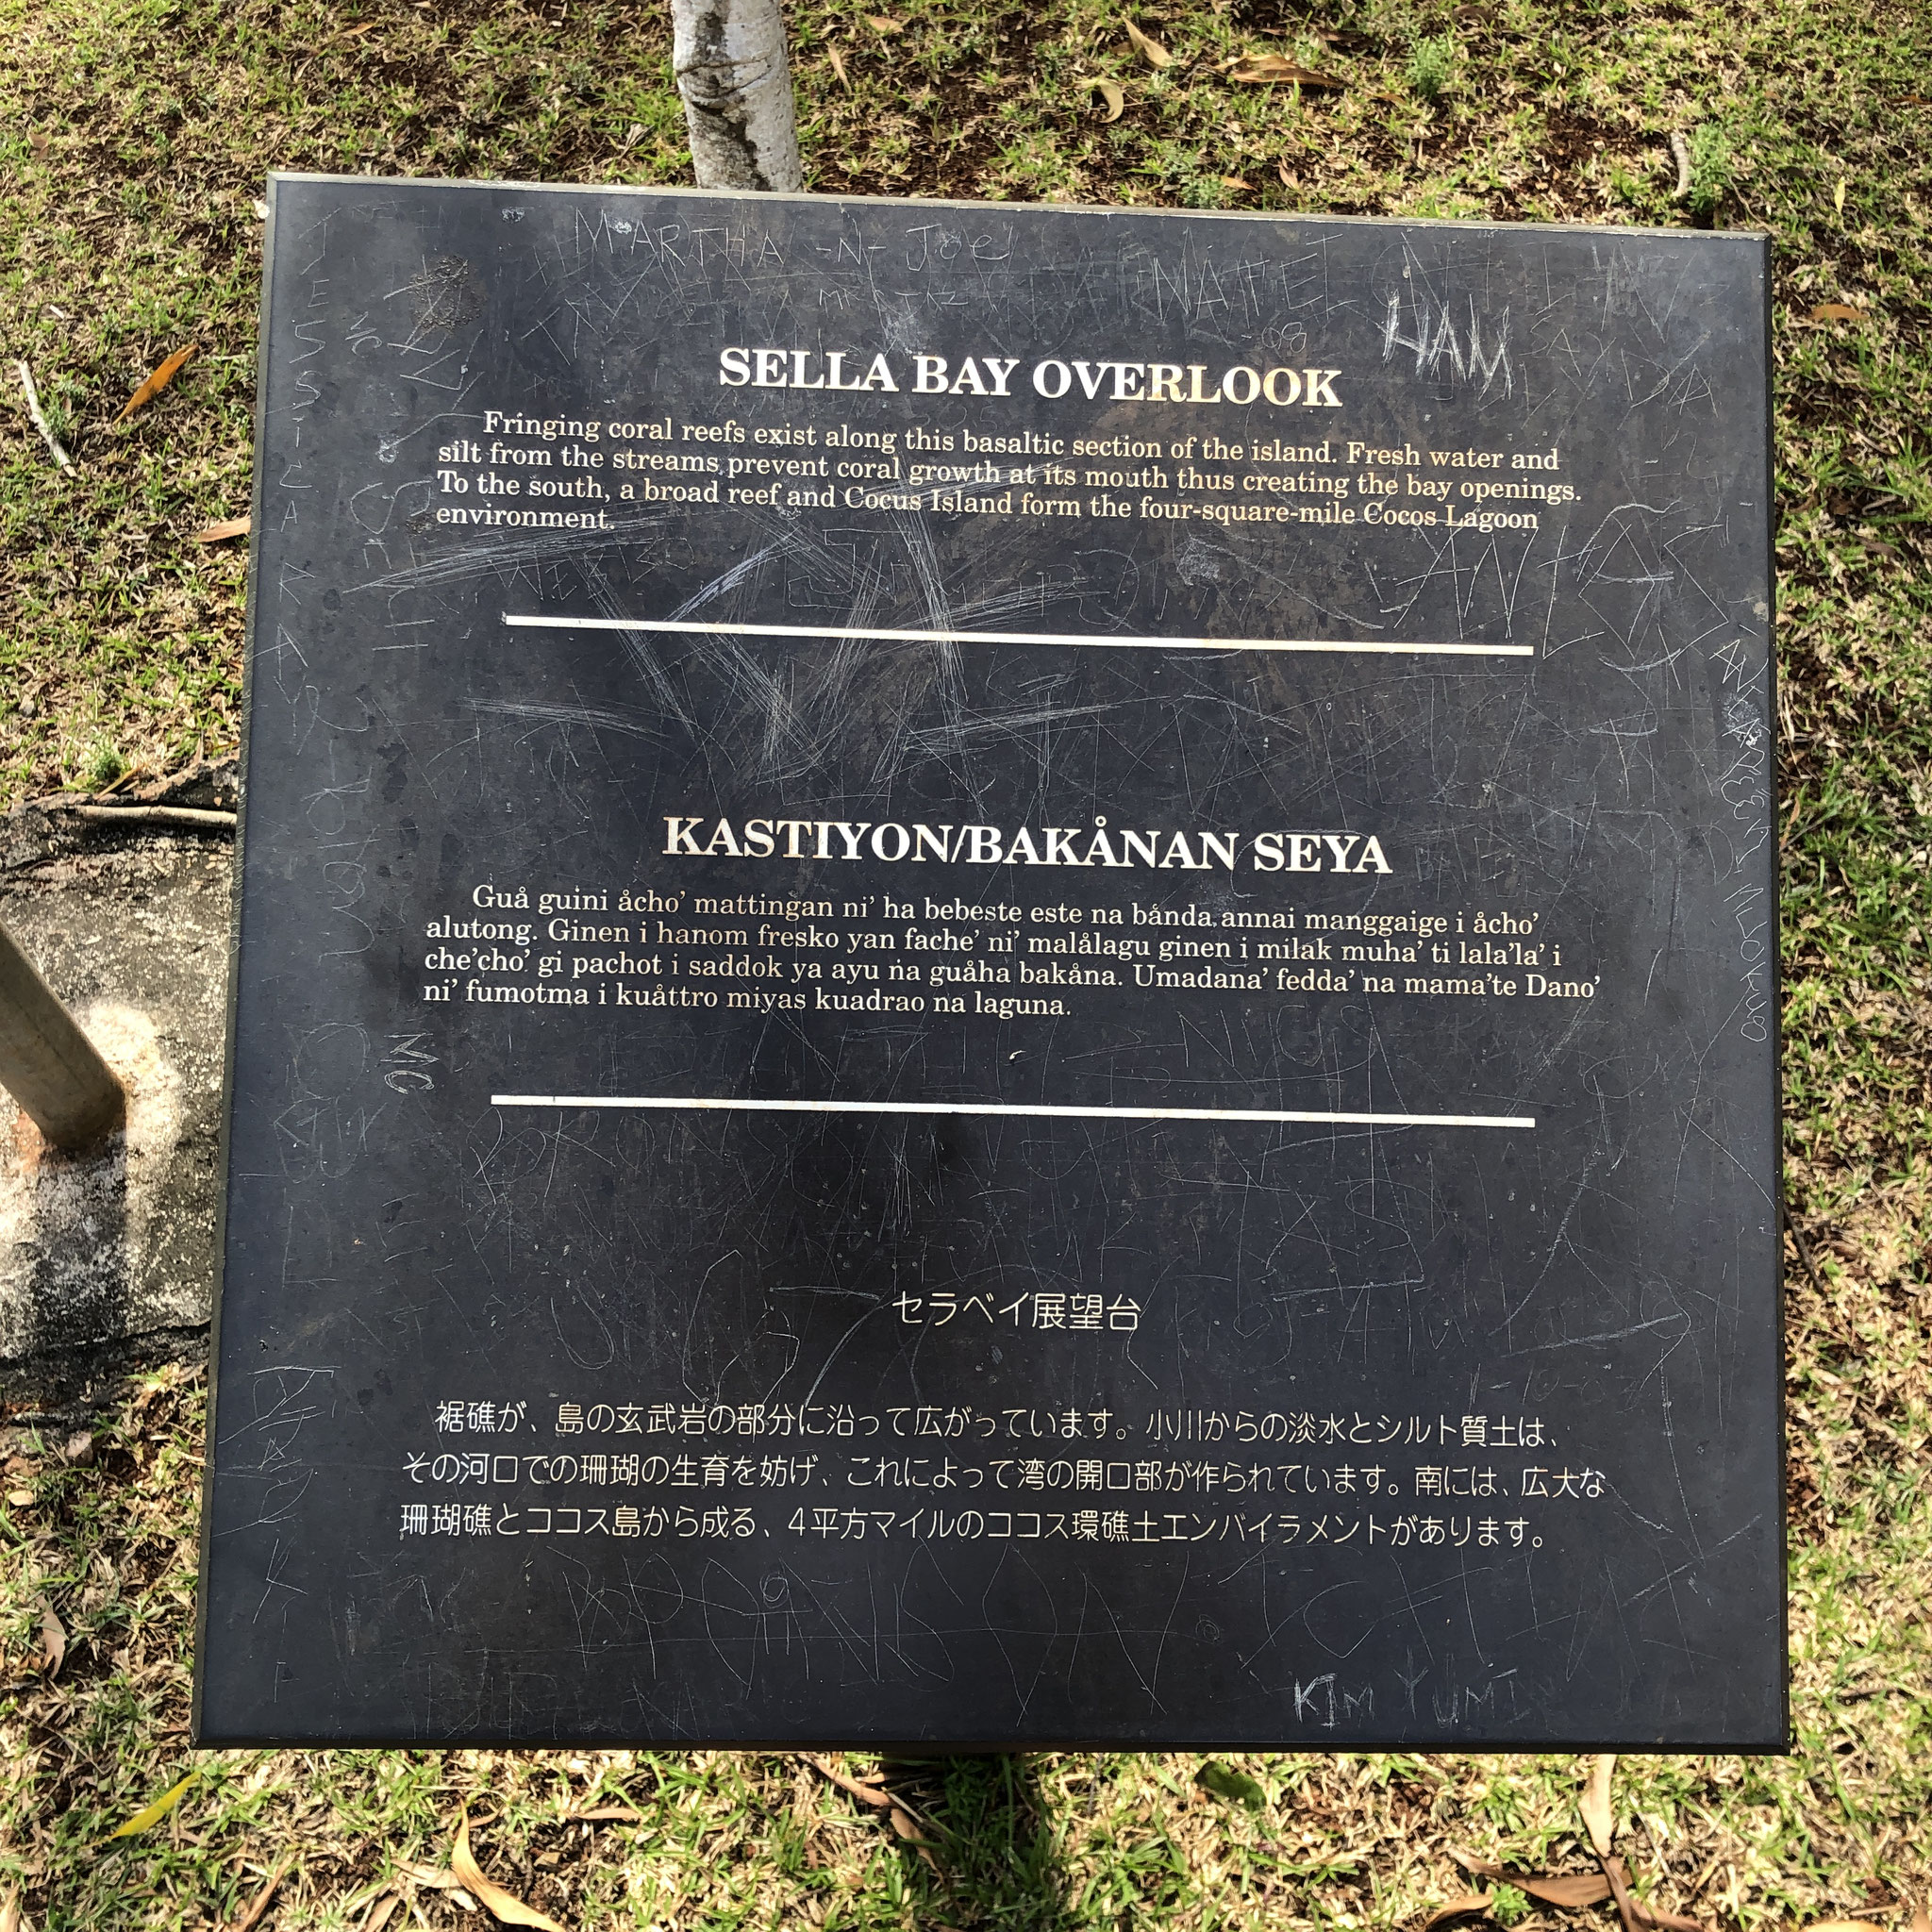 MARTHA -N- Joe
NATE
HAM
08
SELLA BAY OVERLOOK
Fringing coral reefs exist along this basaltic section of the island. Fresh water and
silt from the streams prevent coral growth at its mouth thus creating the bay openings.
To the south, a broad reef and Cocus Island form the four-square-mile Cocos Lagoon
environment.
KASTIYON/BAKÅNAN SEYA
Guå guini åcho' mattingan ni' ha bebeste este na bånda annai manggaige i åcho'
alutong. Ginen i hanom fresko yan fache' ni' malålagu ginen i milak muha' ti lala'la' i
che'cho' gi pachot i saddok ya ayu na guåha bakåna. Umadana' fedda' na mama'te Dano'
ni' fumotma i kuåttro miyas kuadrao na laguna.
MC
セラベイ展望台
裾礁が、島の玄武岩の部分に沿って広がっています。小川からの淡水とシルト質土は、
その河口での珊瑚の生育を妨げ、これによって湾の開口部が作られています。南には、広大な
珊瑚礁とココス島から成る、4平方マイルのココス環礁土エンバイラメントがあります。
KIM YUMI